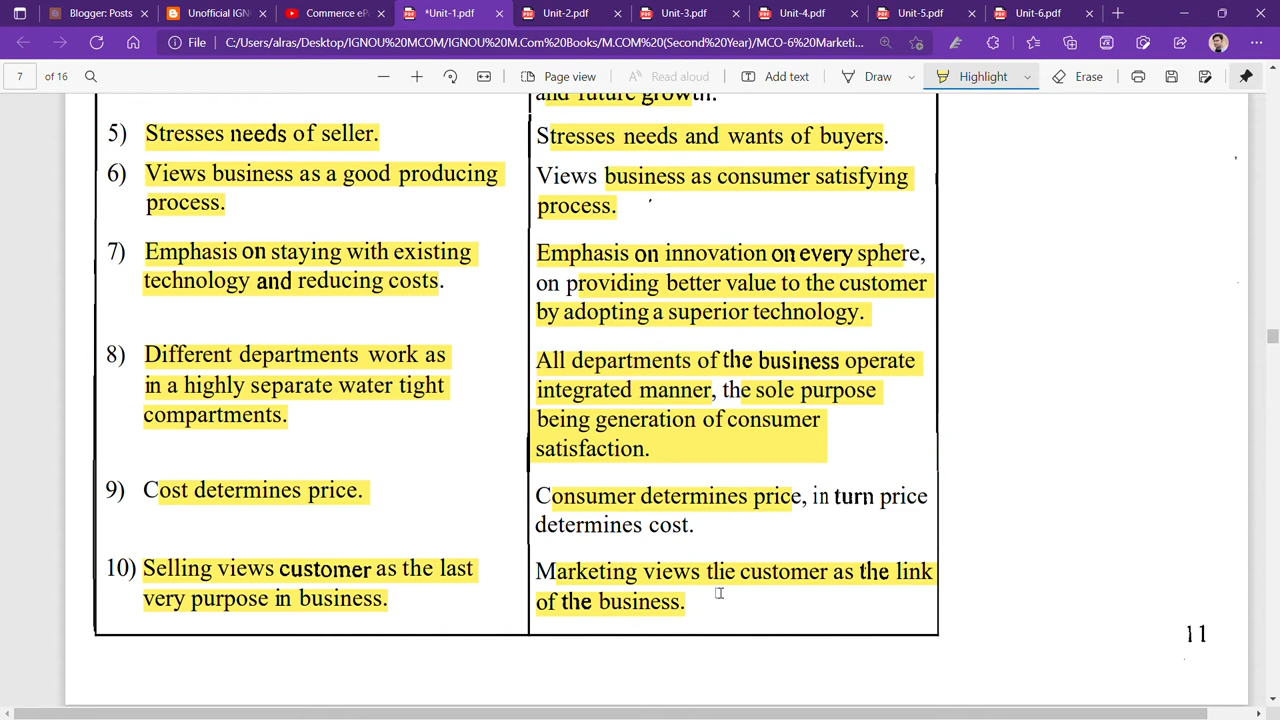 Blogger: Posts
Unofficial IGN
Commerce eP
*Unit-1.pdf
Unit-2.pdf
Unit-3.pdf
Unit-4.pdf
Unit-5.pdf
Unit-6.pdf
File
C:/Users/alras/Desktop/IGNOU%20MCOM/IGNOU%20M.Com%20Books/M.COM%20(Second%20Year)/MCO-6%20Marketi...
7 of 16
Page view
Read aloud
Add text
Draw
Highlight
Erase
and future growth.
5) Stresses needs of seller.
Stresses needs and wants of buyers.
6) Views business as a good producing
process.
Views business as consumer satisfying
process.
7) Emphasis on staying with existing
technology and reducing costs.
Emphasis on innovation on every sphere,
on providing better value to the customer
by adopting a superior technology.
8) Different departments work as
in a highly separate water tight
compartments.
All departments of the business operate
integrated manner, the sole purpose
being generation of consumer
satisfaction.
9) Cost determines price.
Consumer determines price, in turn price
determines cost.
10) Selling views customer as the last
very purpose in business.
Marketing views tlie customer as the link
of the business.
11